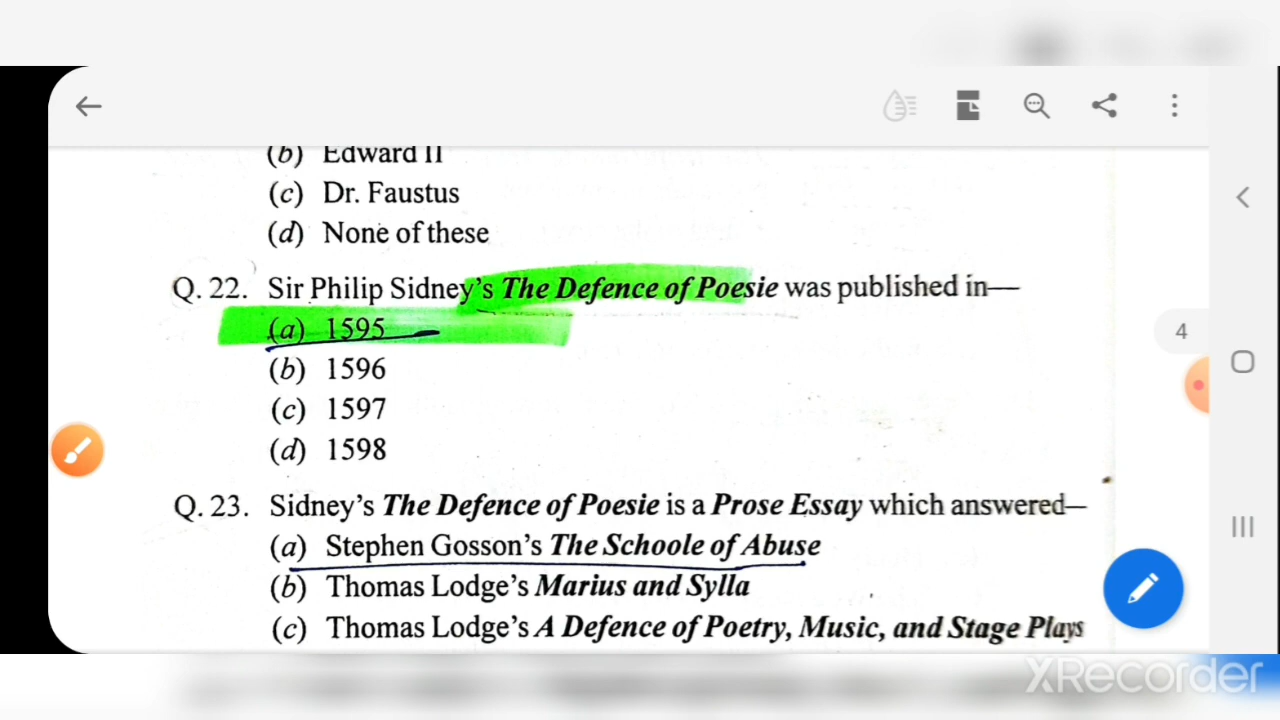 (b) Edward II
(c) Dr. Faustus
(d) None of these
Q. 22. Sir Philip Sidney's The Defence of Poesie was published in—
(a) 1595
4
(b) 1596
(c) 1597
(d) 1598
Q. 23. Sidney's The Defence of Poesie is a Prose Essay which answered—
(a) Stephen Gosson's The Schoole of Abuse
(b) Thomas Lodge's Marius and Sylla
(c) Thomas Lodge's A Defence of Poetry, Music, and Stage Plays
XRecorder